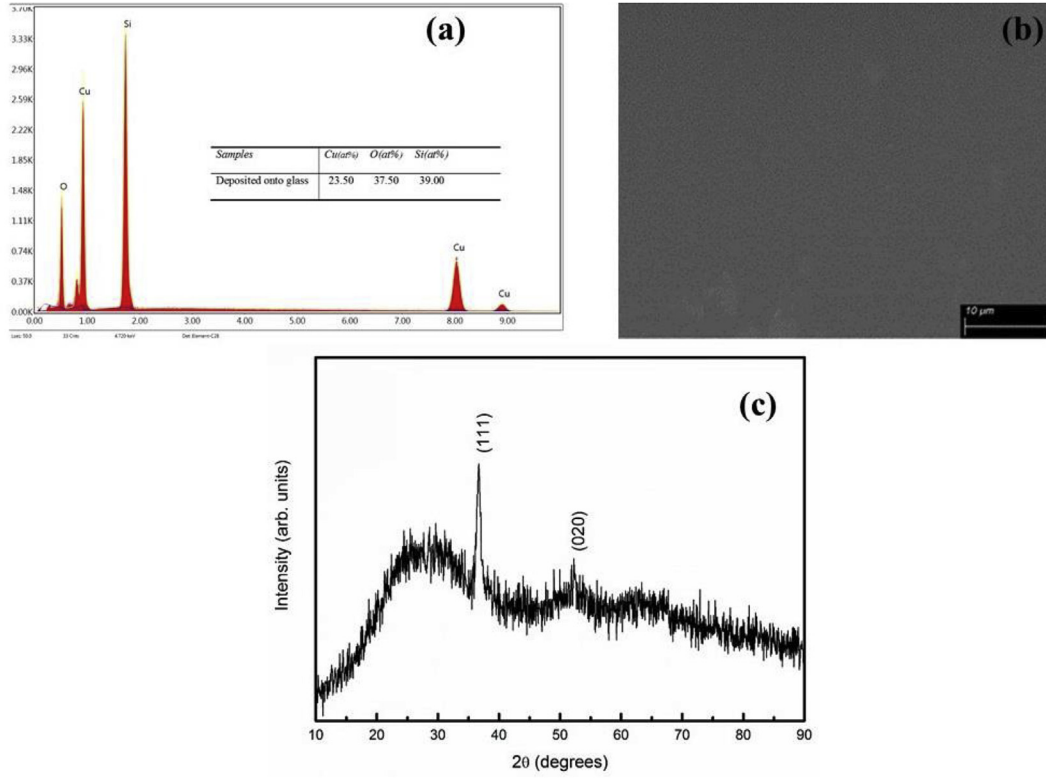 5.70K
(a)
(b)
Si
3.33K
2.96K
Cu
2.59K
2.22K
1.85K
Samples Cu(at%) O(at%) Si(at%)
1.48K
O
Deposited onto glass 23.50 37.50 39.00
1.11K
0.74K
Cu
0.37K
Cu
0.00K
0.00 1.00 2.00 3.00 4.00 5.00 6.00 7.00 8.00 9.00
10 µm
(c)
(111)
(020)
Intensity (arb. units)
10 20 30 40 50 60 70 80 90
2θ (degrees)